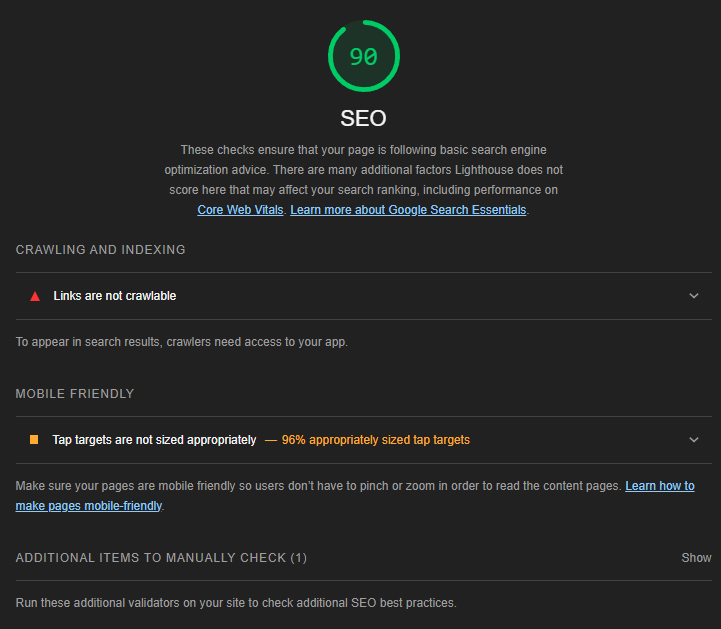 90
SEO
These checks ensure that your page is following basic search engine
optimization advice. There are many additional factors Lighthouse does not
score here that may affect your search ranking, including performance on
Core Web Vitals. Learn more about Google Search Essentials.
CRAWLING AND INDEXING
Links are not crawlable
To appear in search results, crawlers need access to your app.
MOBILE FRIENDLY
Tap targets are not sized appropriately — 96% appropriately sized tap targets
Make sure your pages are mobile friendly so users don’t have to pinch or zoom in order to read the content pages. Learn how to
make pages mobile-friendly.
ADDITIONAL ITEMS TO MANUALLY CHECK (1) Show
Run these additional validators on your site to check additional SEO best practices.